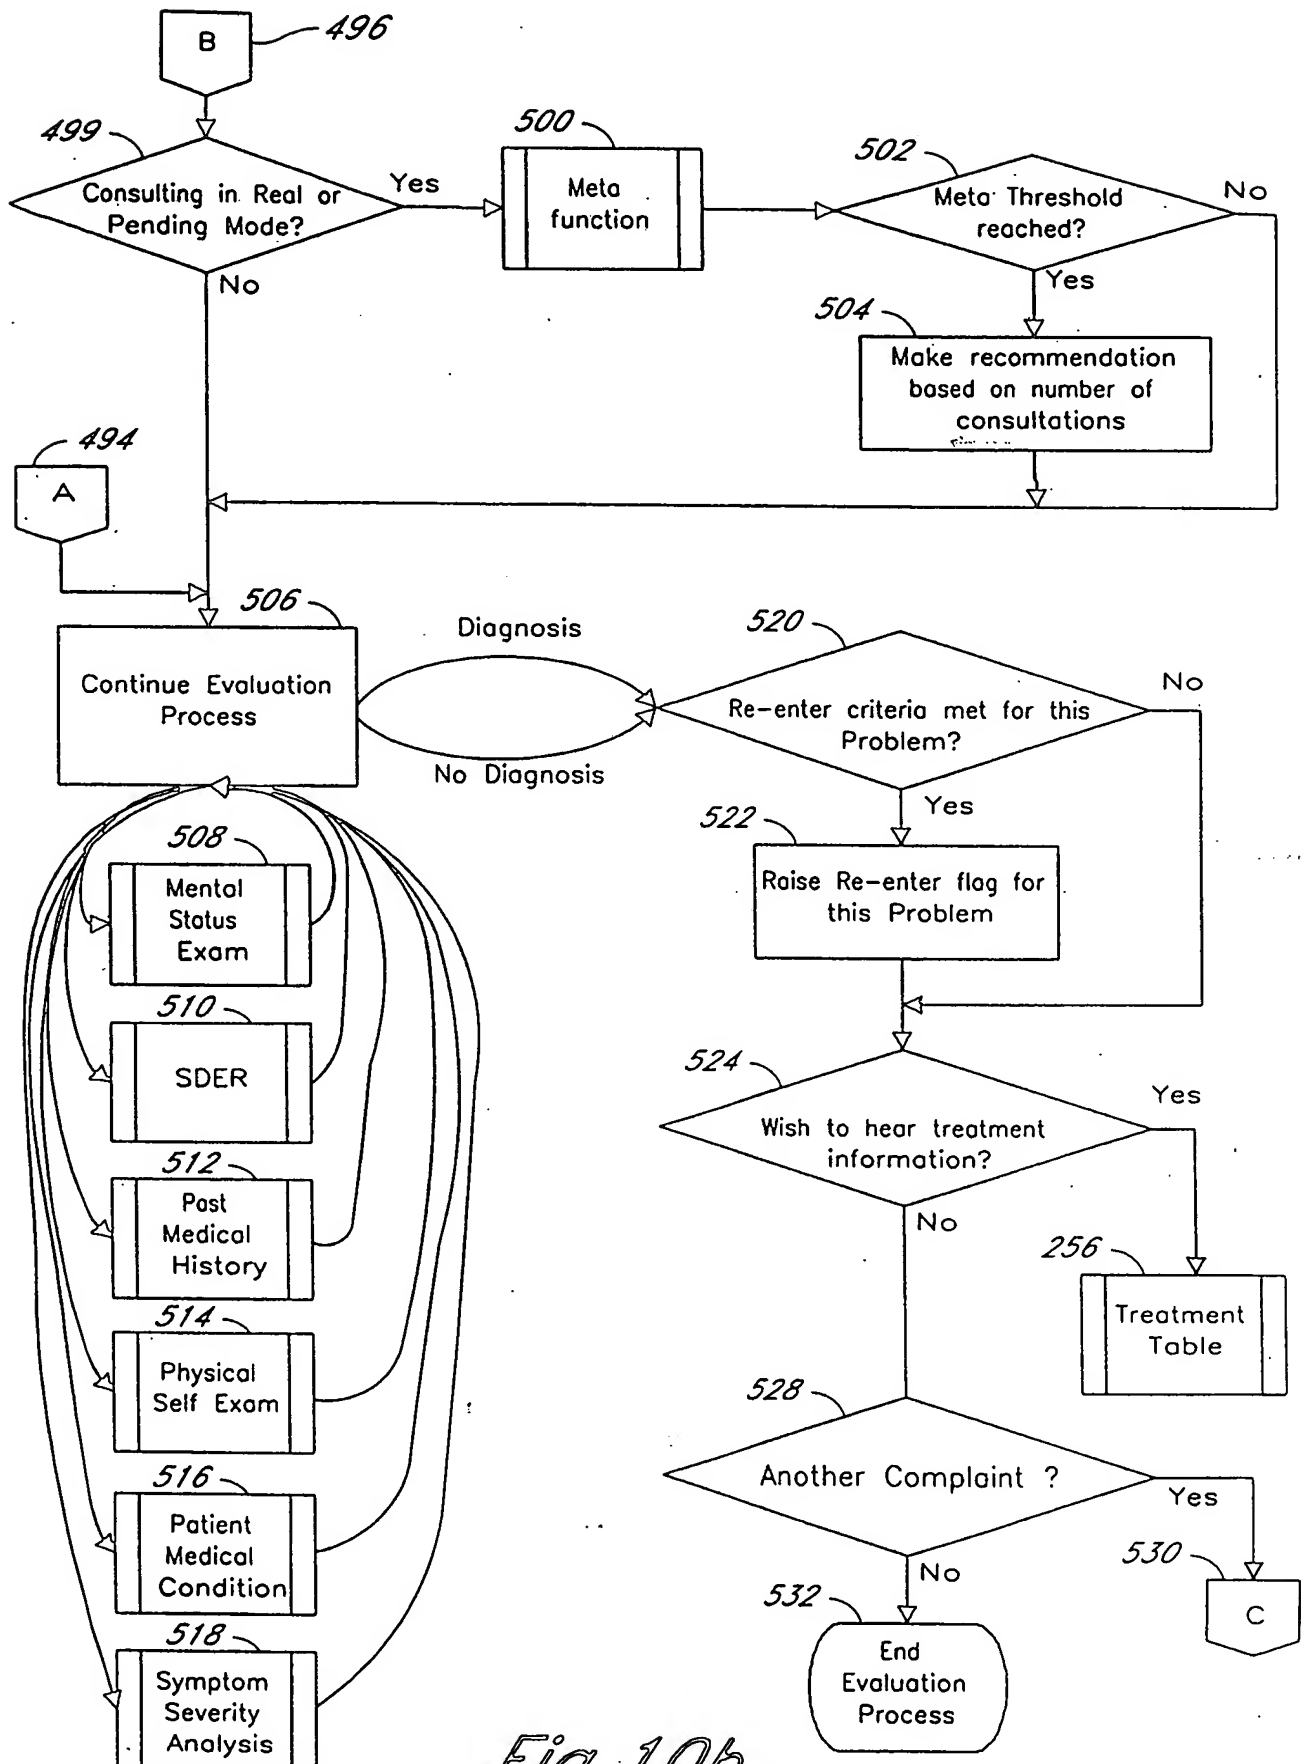 B
496
499
Consulting in Real or
Pending Mode?
Yes
No
500
Meta
function
502
Meta Threshold
reached?
No
Yes
504
Make recommendation
based on number of
consultations
494
A
506
Continue Evaluation
Process
Diagnosis
No Diagnosis
520
Re-enter criteria met for this
Problem?
No
Yes
522
Raise Re-enter flag for
this Problem
508
Mental
Status
Exam
510
SDER
512
Past
Medical
History
514
Physical
Self Exam
516
Patient
Medical
Condition
518
Symptom
Severity
Analysis
524
Wish to hear treatment
information?
Yes
No
256
Treatment
Table
528
Another Complaint ?
Yes
No
530
C
532
End
Evaluation
Process
Fig. 10b